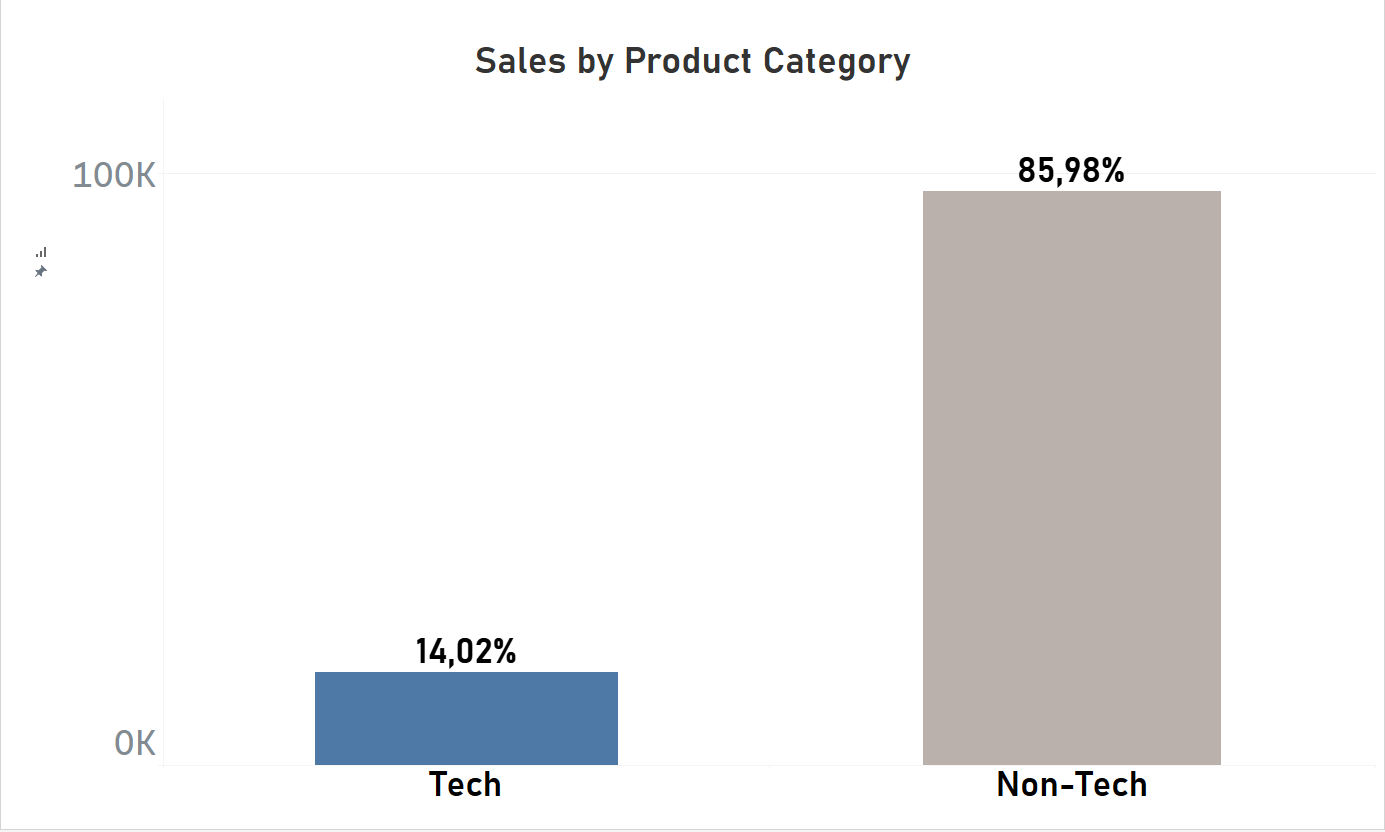 Sales by Product Category
100K
85,98%
14,02%
0K
Tech
Non-Tech